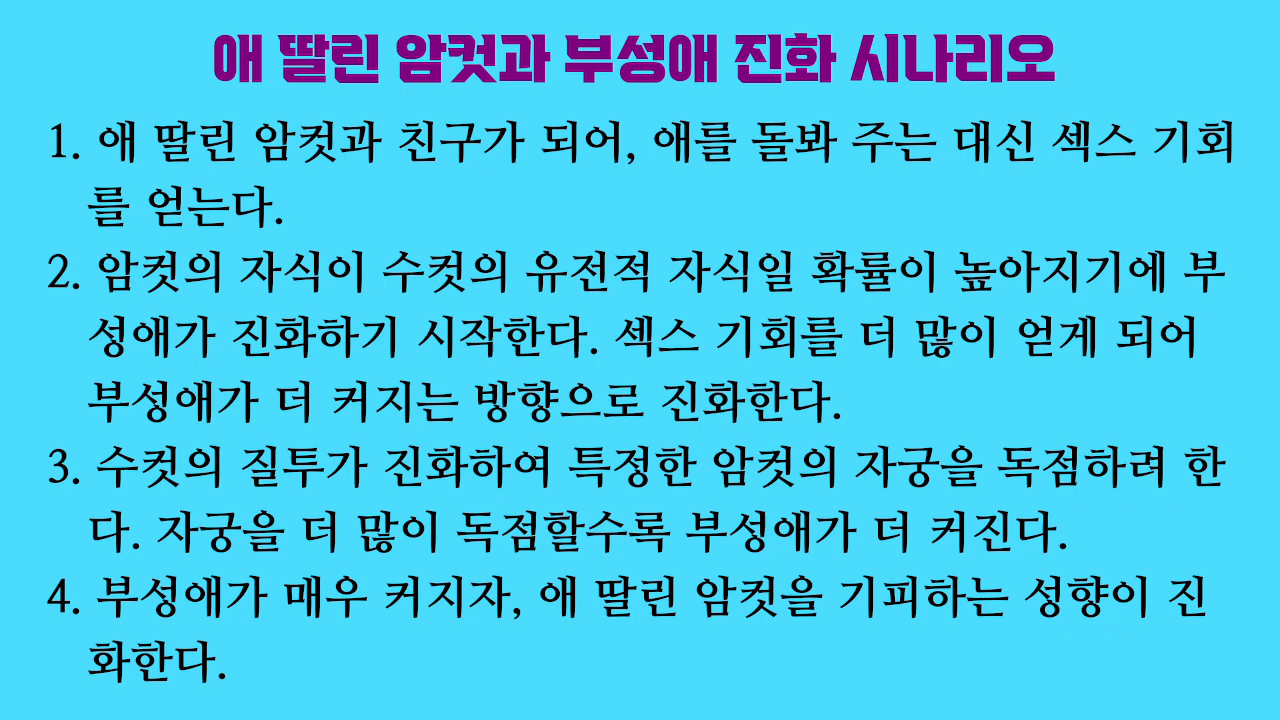 애 딸린 암컷과 부성애 진화 시나리오
1. 애 딸린 암컷과 친구가 되어, 애를 돌봐 주는 대신 섹스 기회
를 얻는다.
2. 암컷의 자식이 수컷의 유전적 자식일 확률이 높아지기에 부
성애가 진화하기 시작한다. 섹스 기회를 더 많이 얻게 되어
부성애가 더 커지는 방향으로 진화한다.
3. 수컷의 질투가 진화하여 특정한 암컷의 자궁을 독점하려 한
다. 자궁을 더 많이 독점할수록 부성애가 더 커진다.
4. 부성애가 매우 커지자, 애 딸린 암컷을 기피하는 성향이 진
화한다.